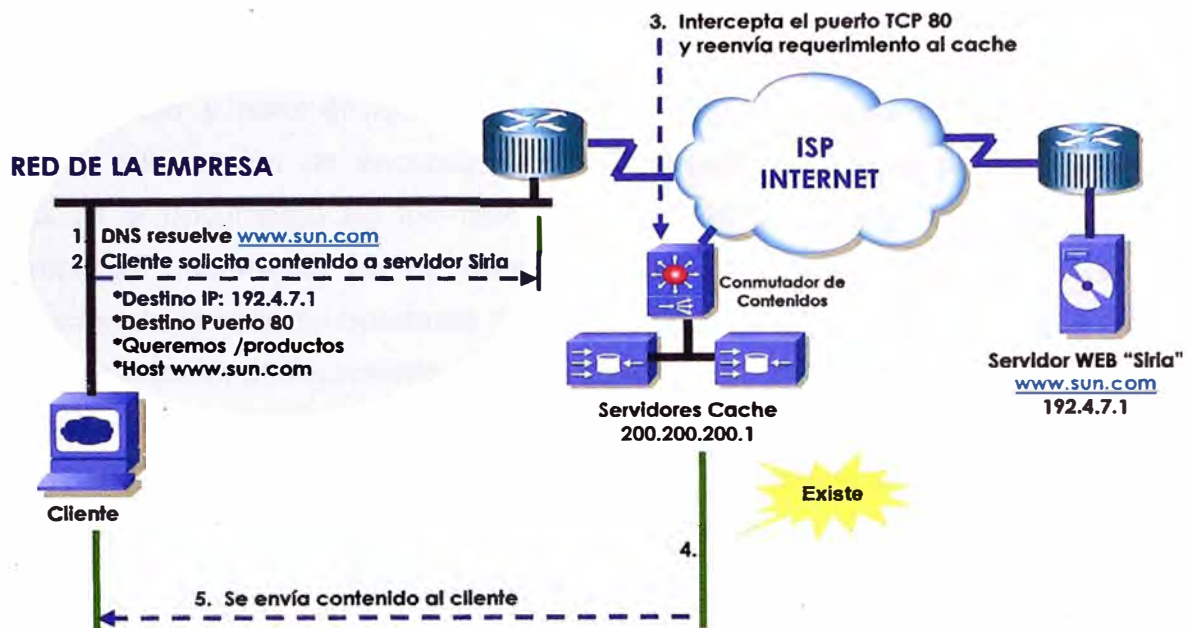 3. Intercepta el puerto TCP 80
y reenvía requerimiento al cache
RED DE LA EMPRESA
ISP
INTERNET
1. DNS resuelve www.sun.com
2. Cliente solicita contenido a servidor Siria
*Destino IP: 192.4.7.1
*Destino Puerto 80
*Queremos /productos
*Host www.sun.com
Conmutador de
Contenidos
Servidor WEB "Siria"
www.sun.com
192.4.7.1
Servidores Cache
200.200.200.1
Cliente
Existe
4.
5. Se envía contenido al cliente